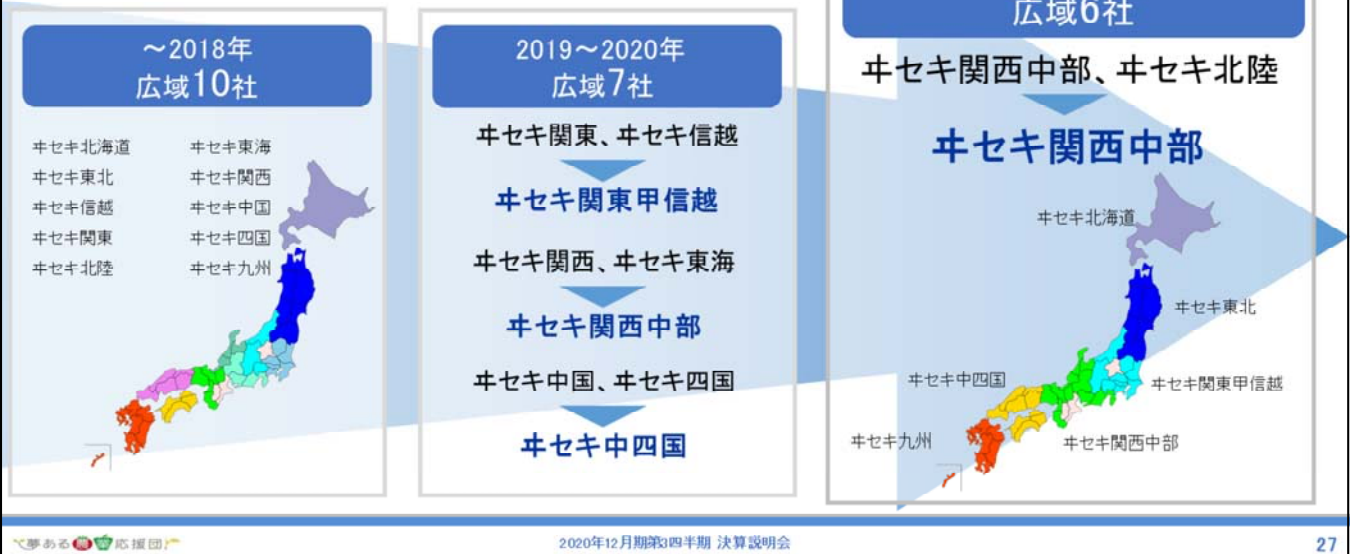 ～2018年
広域10社
ヰセキ北海道
ヰセキ東北
ヰセキ信越
ヰセキ関東
ヰセキ北陸
ヰセキ東海
ヰセキ関西
ヰセキ中国
ヰセキ四国
ヰセキ九州
2019～2020年
広域7社
ヰセキ関東、ヰセキ信越
ヰセキ関東甲信越
ヰセキ関西、ヰセキ東海
ヰセキ関西中部
ヰセキ中国、ヰセキ四国
ヰセキ中四国
広域6社
ヰセキ関西中部、ヰセキ北陸
ヰセキ関西中部
ヰセキ北海道
ヰセキ東北
ヰセキ中四国
ヰセキ関東甲信越
ヰセキ九州
ヰセキ関西中部
夢ある農業応援団
2020年12月期第3四半期 決算説明会
27